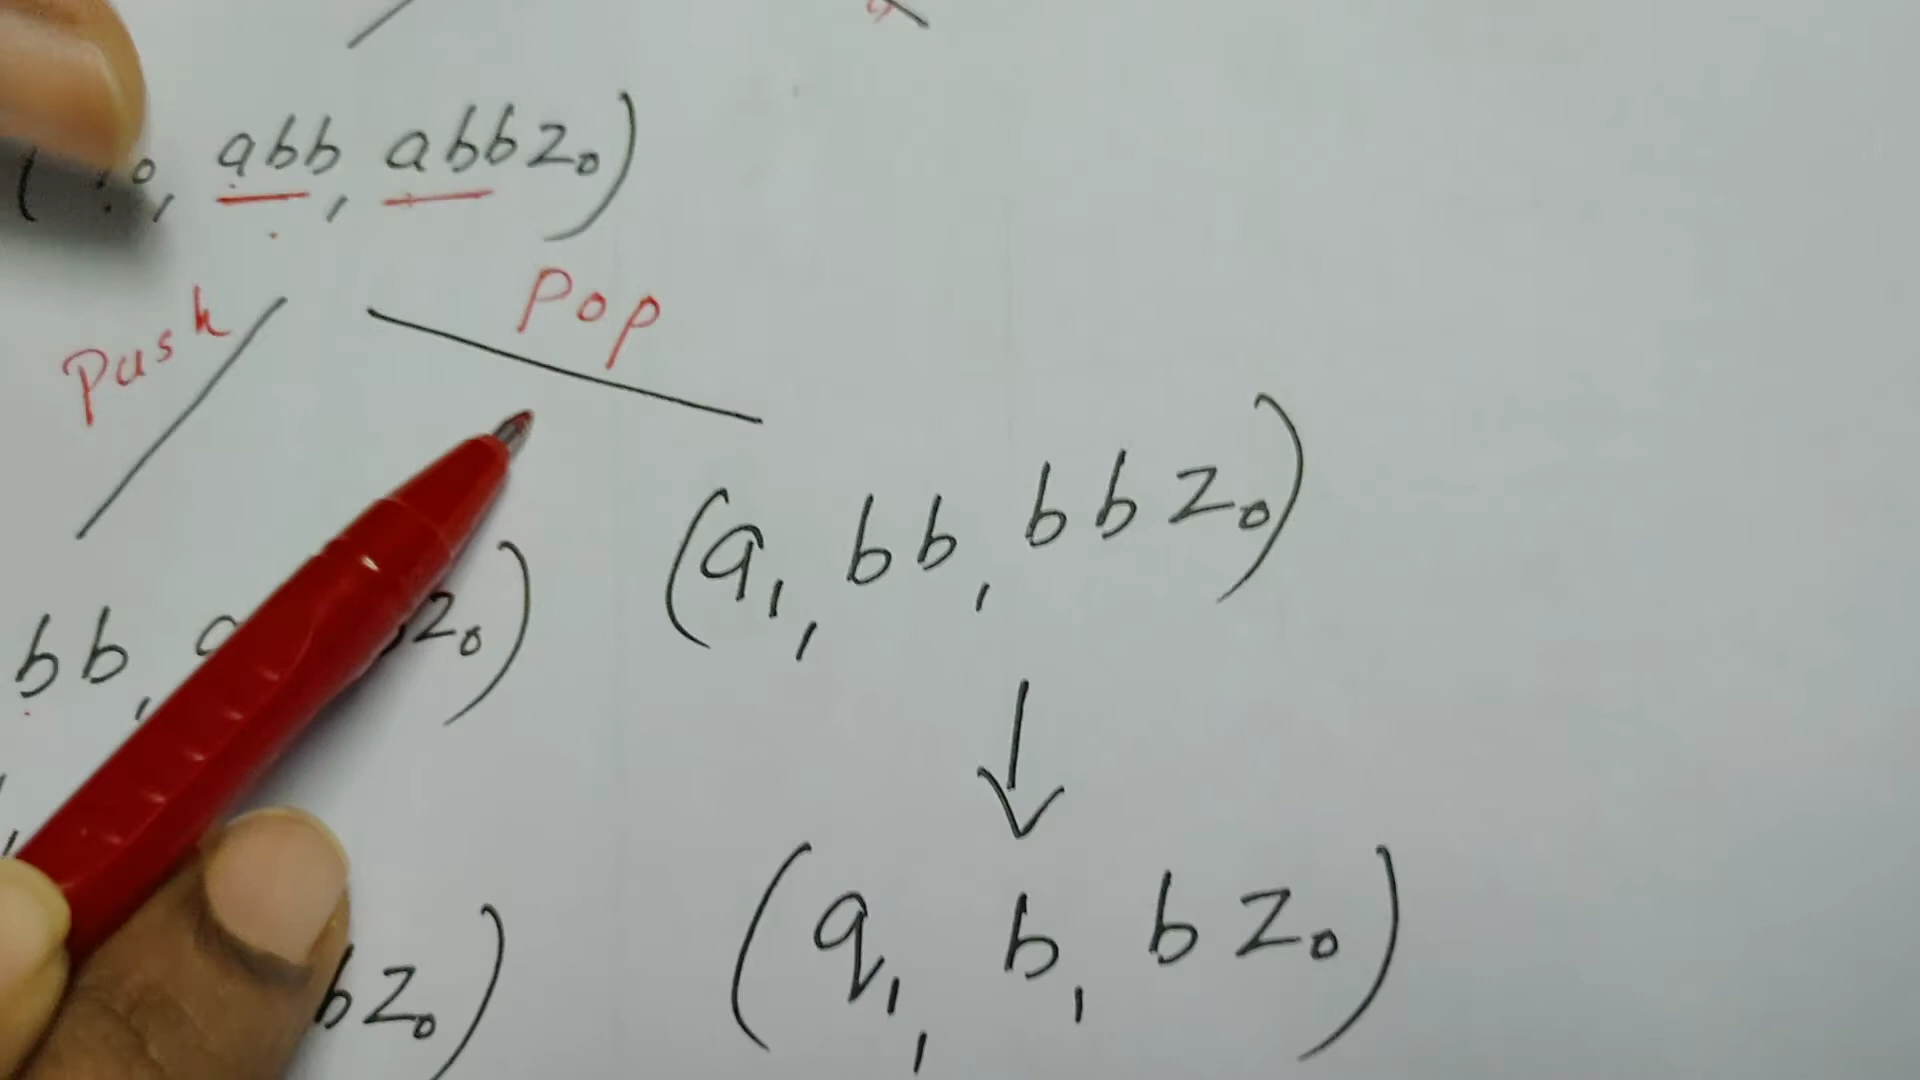 abb, abbz₀)
push
pop
(q₁, bb, bbz₀)
bb,
z₀)
(q₁, b, bz₀)
bz₀)